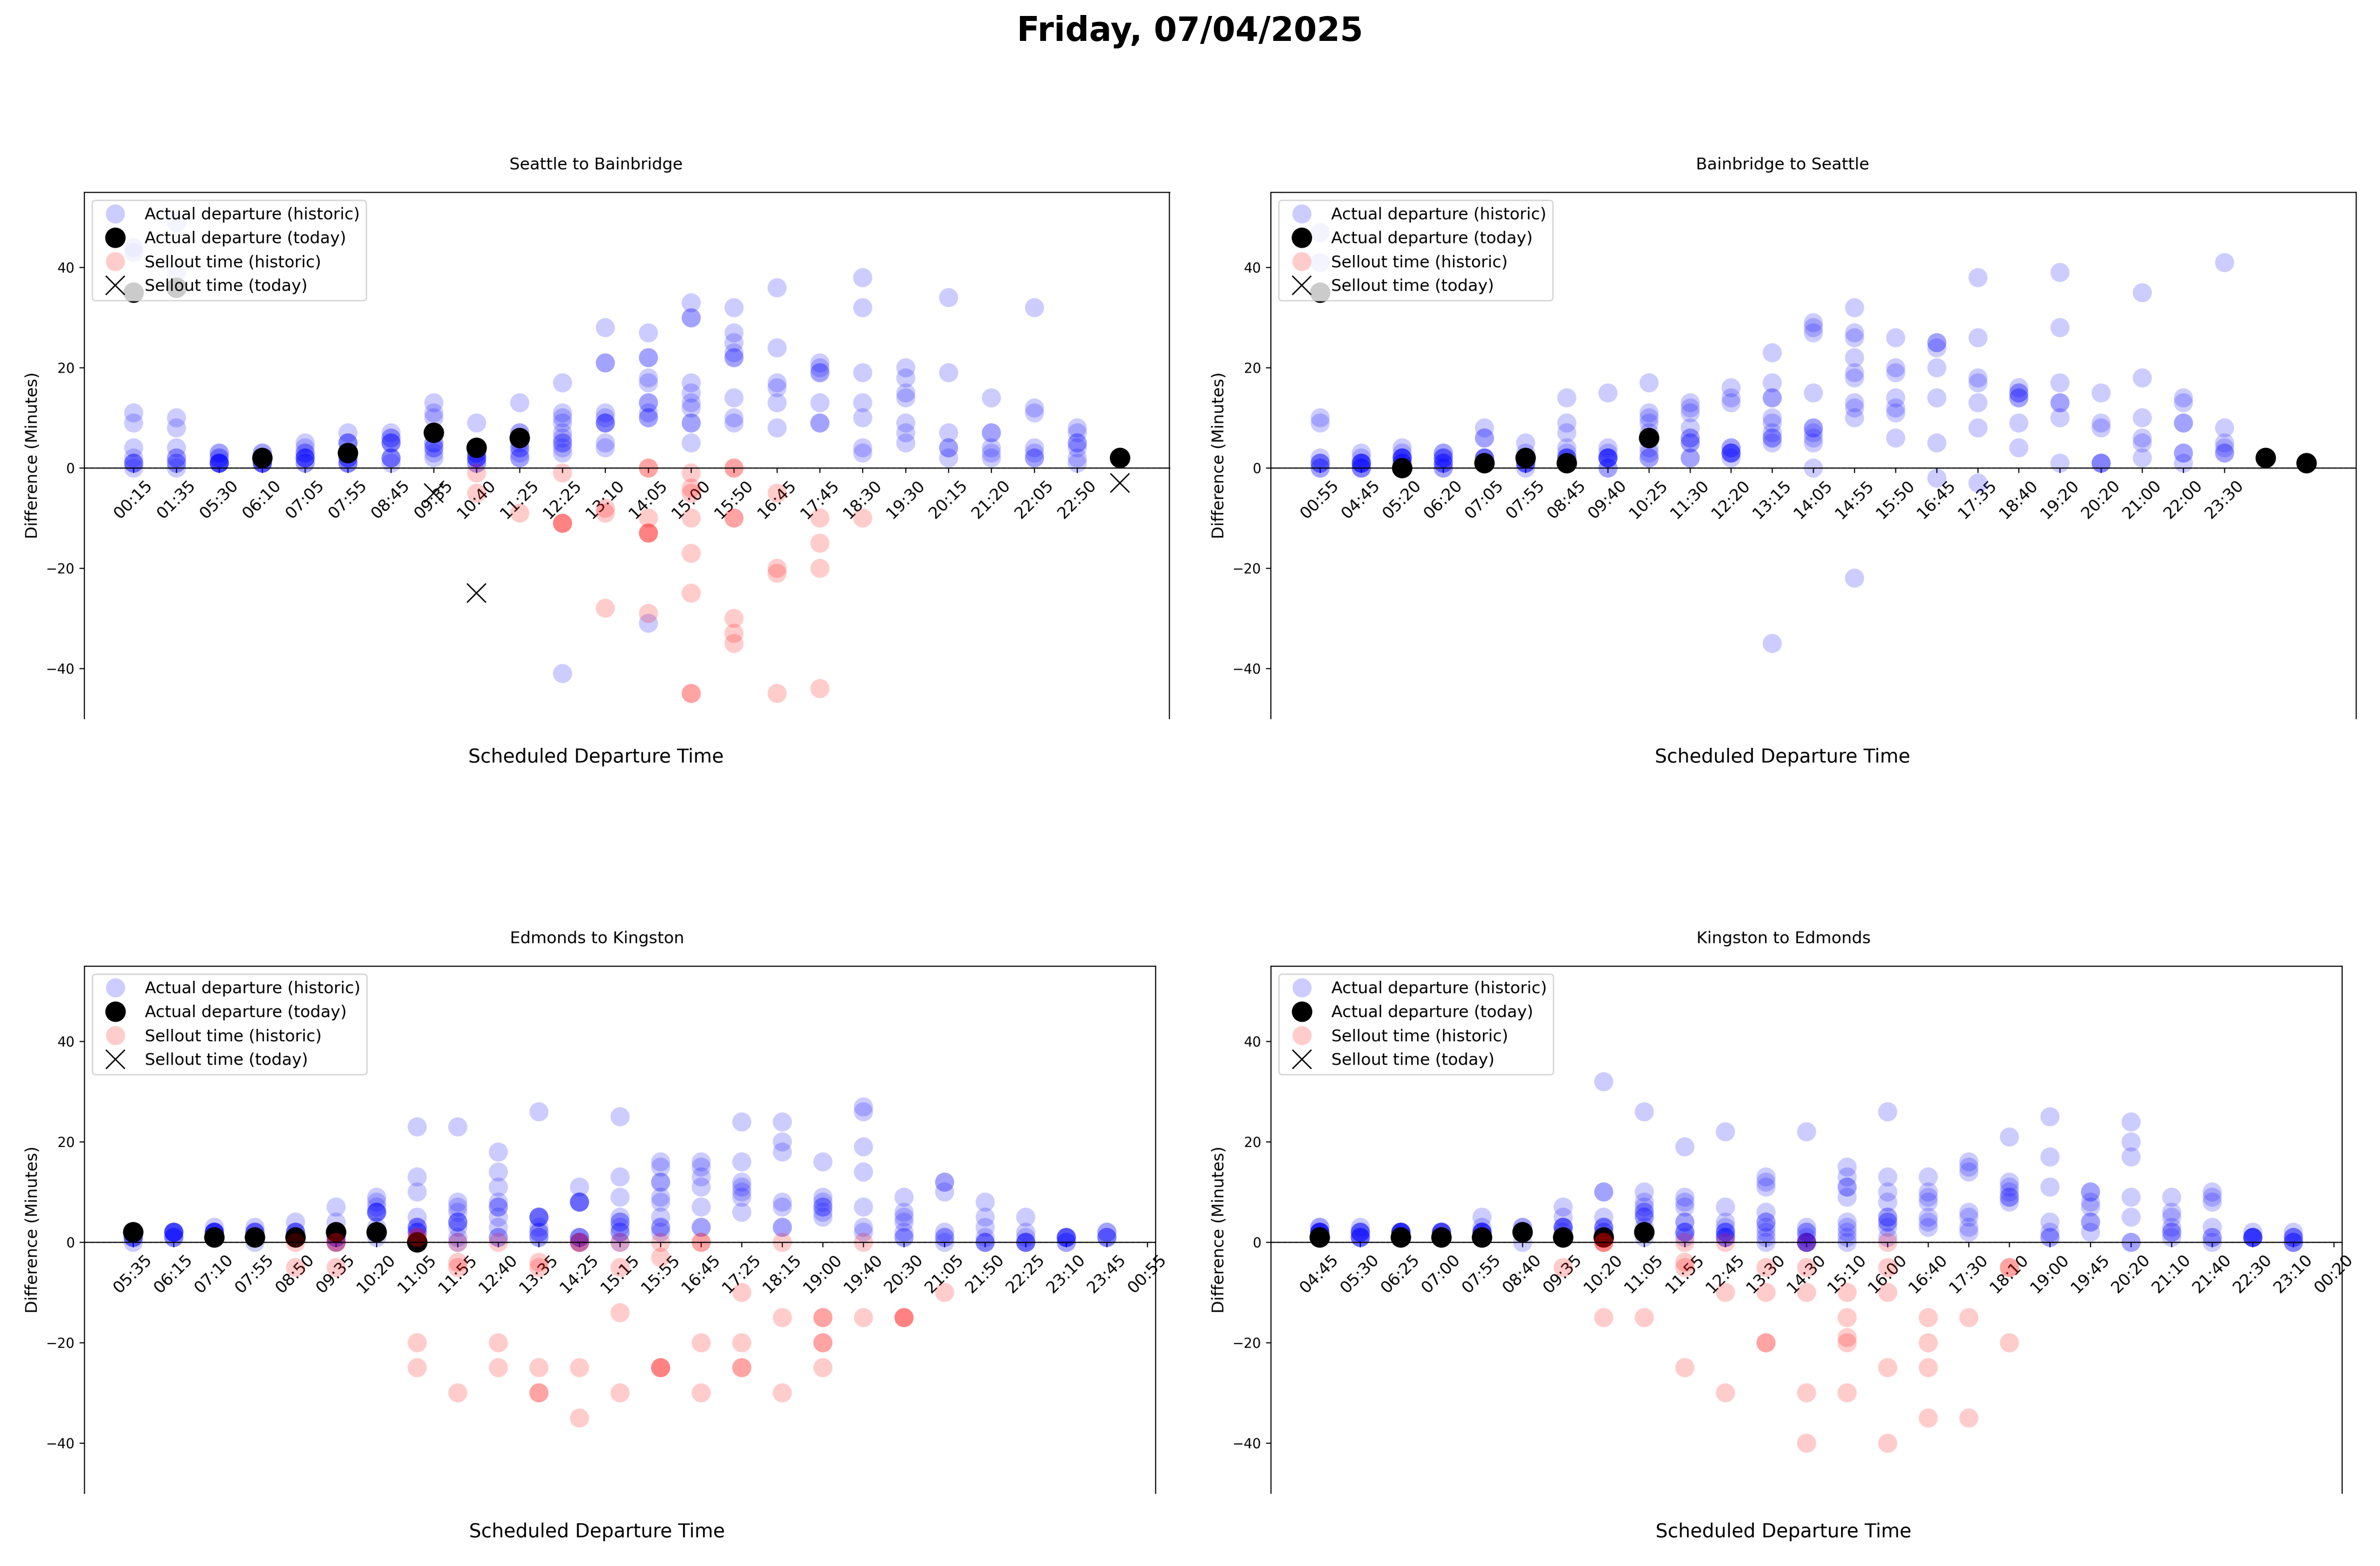 Friday, 07/04/2025
Seattle to Bainbridge
Actual departure (historic)
Actual departure (today)
Sellout time (historic)
Sellout time (today)
Difference (Minutes)
40
20
0
−20
−40
00:15 01:35 05:30 06:10 07:05 07:55 08:45 09:35 10:40 11:25 12:25 13:10 14:05 15:00 15:50 16:45 17:45 18:30 19:30 20:15 21:20 22:05 22:50
Scheduled Departure Time
Bainbridge to Seattle
Actual departure (historic)
Actual departure (today)
Sellout time (historic)
Sellout time (today)
Difference (Minutes)
40
20
0
−20
−40
00:55 04:45 05:20 06:20 07:05 07:55 08:45 09:40 10:25 11:30 12:20 13:15 14:05 14:55 15:50 16:45 17:35 18:40 19:20 20:20 21:00 22:00 23:30
Scheduled Departure Time
Edmonds to Kingston
Actual departure (historic)
Actual departure (today)
Sellout time (historic)
Sellout time (today)
Difference (Minutes)
40
20
0
−20
−40
05:35 06:15 07:10 07:55 08:50 09:35 10:20 11:05 11:55 12:40 13:35 14:25 15:15 15:55 16:45 17:25 18:15 19:00 19:40 20:30 21:05 21:50 22:25 23:10 23:45 00:55
Scheduled Departure Time
Kingston to Edmonds
Actual departure (historic)
Actual departure (today)
Sellout time (historic)
Sellout time (today)
Difference (Minutes)
40
20
0
−20
−40
04:45 05:30 06:25 07:00 07:55 08:40 09:35 10:20 11:05 11:55 12:45 13:30 14:30 15:10 16:00 16:40 17:30 18:10 19:00 19:45 20:20 21:10 21:40 22:30 23:10 00:20
Scheduled Departure Time